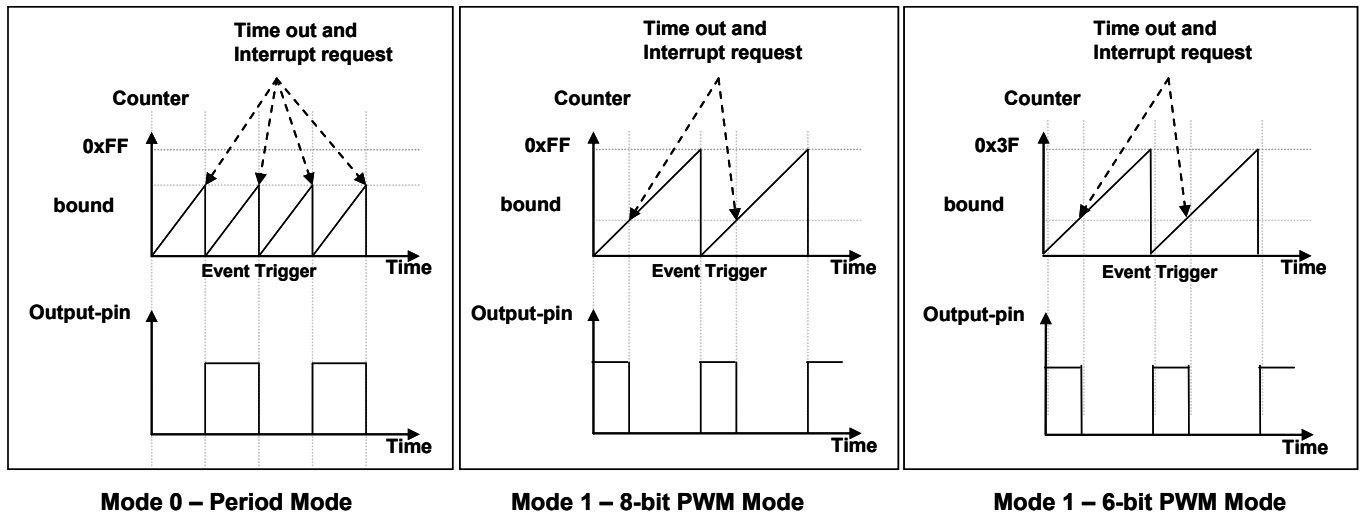 Time out and
Interrupt request
Counter
0xFF
bound
Event Trigger
Time
Output-pin
Time
Mode 0 – Period Mode
Time out and
Interrupt request
Counter
0xFF
bound
Event Trigger
Time
Output-pin
Time
Mode 1 – 8-bit PWM Mode
Time out and
Interrupt request
Counter
0x3F
bound
Event Trigger
Time
Output-pin
Time
Mode 1 – 6-bit PWM Mode